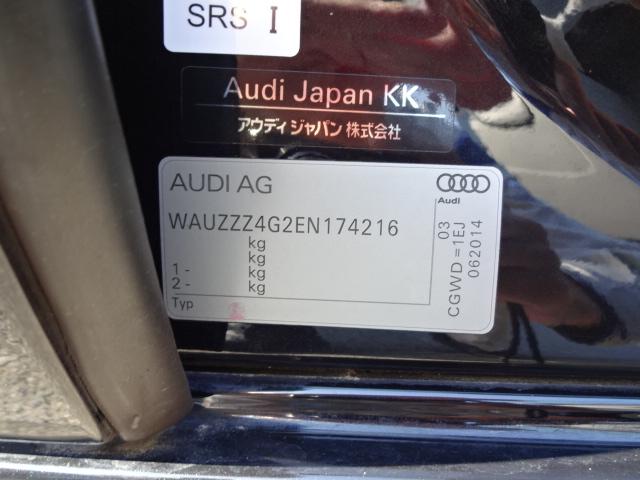 SRS I
Audi Japan KK
アウディ ジャパン 株式会社
AUDI AG
Audi
WAUZZZ4G2EN174216
kg
kg
1 - kg
2 - kg
Typ
03
CGWD =1EJ
062014